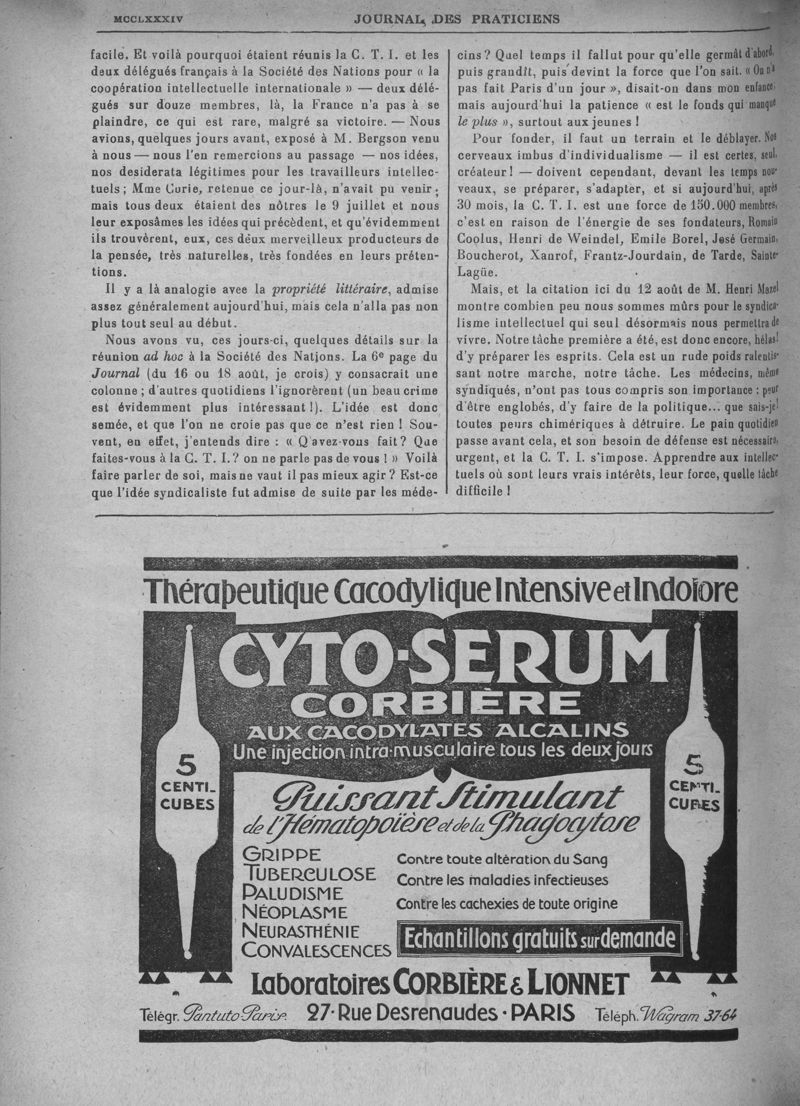 MCCLXXXIV
JOURNAL DES PRATICIENS
facile. Et voilà pourquoi étaient réunis la C. T. I. et les
deux délégués français à la Société des Nations pour « la
coopération intellectuelle internationale » — deux délé-
gués sur douze membres, là, la France n'a pas à se
plaindre, ce qui est rare, malgré sa victoire. — Nous
avions, quelques jours avant, exposé à M. Bergson venu
à nous — nous l'en remercions au passage — nos idées,
nos desiderata légitimes pour les travailleurs intellec-
tuels ; Mme Curie, retenue ce jour-là, n'avait pu venir ;
mais tous deux étaient des nôtres le 9 juillet et nous
leur exposâmes les idées qui précèdent, et qu'évidemment
ils trouvèrent, eux, ces deux merveilleux producteurs de
la pensée, très naturelles, très fondées en leurs préten-
tions.
Il y a là analogie avee la propriété littéraire, admise
assez généralement aujourd'hui, mais cela n'alla pas non
plus tout seul au début.
Nous avons vu, ces jours-ci, quelques détails sur la
réunion ad hoc à la Société des Nations. La 6e page du
Journal (du 16 ou 18 août, je crois) y consacrait une
colonne ; d'autres quotidiens l'ignorèrent (un beau crime
est évidemment plus intéressant !). L'idée est donc
semée, et que l'on ne croie pas que ce n'est rien ! Sou-
vent, en effet, j'entends dire : « Q'avez-vous fait ? Que
faites-vous à la C. T. I. ? on ne parle pas de vous ! » Voilà
faire parler de soi, mais ne vaut il pas mieux agir ? Est-ce
que l'idée syndicaliste fut admise de suite par les méde-
cins ? Quel temps il fallut pour qu'elle germât d'abord,
puis grandît, puis devint la force que l'on sait. « On n'a
pas fait Paris d'un jour », disait-on dans mon enfance,
mais aujourd'hui la patience « est le fonds qui manque
le plus », surtout aux jeunes !
Pour fonder, il faut un terrain et le déblayer. Nos
cerveaux imbus d'individualisme — il est certes, seul,
créateur ! — doivent cependant, devant les temps nou-
veaux, se préparer, s'adapter, et si aujourd'hui, après
30 mois, la C. T. I. est une force de 150.000 membres,
c'est en raison de l'énergie de ses fondateurs, Romain
Coolus, Henri de Weindel, Emile Borel, José Germain,
Boucherot, Xanrof, Frantz-Jourdain, de Tarde, Sainte-
Lagüe.
Mais, et la citation ici du 12 août de M. Henri Mazel
montre combien peu nous sommes mûrs pour le syndica-
lisme intellectuel qui seul désormais nous permettra de
vivre. Notre tâche première a été, est donc encore, hélas !
d'y préparer les esprits. Cela est un rude poids ralentis-
sant notre marche, notre tâche. Les médecins, même
syndiqués, n'ont pas tous compris son importance : peur
d'être englobés, d'y faire de la politique... que sais-je !
toutes peurs chimériques à détruire. Le pain quotidien
passe avant cela, et son besoin de défense est nécessaire,
urgent, et la C. T. I. s'impose. Apprendre aux intellec-
tuels où sont leurs vrais intérêts, leur force, quelle tâche
difficile !
Thérapeutique Cacodylique Intensive et Indolore
CYTO-SERUM
CORBIÈRE
AUX CACODYLATES ALCALINS
Une injection intra-musculaire tous les deux jours
5
CENTI_
CUBES
5
CENTI_
CUBES
Puissant Stimulant
de l'Hématopoïèse et de la Phagocytose
GRIPPE
TUBERCULOSE
PALUDISME
NÉOPLASME
NEURASTHÉNIE
CONVALESCENCES
Contre toute altération du Sang
Contre les maladies infectieuses
Contre les cachexies de toute origine
Echantillons gratuits sur demande
Laboratoires CORBIÈRE & LIONNET
Télégr. Pantuto-Paris. 27·Rue Desrenaudes·PARIS Téléph. Wagram 37-64